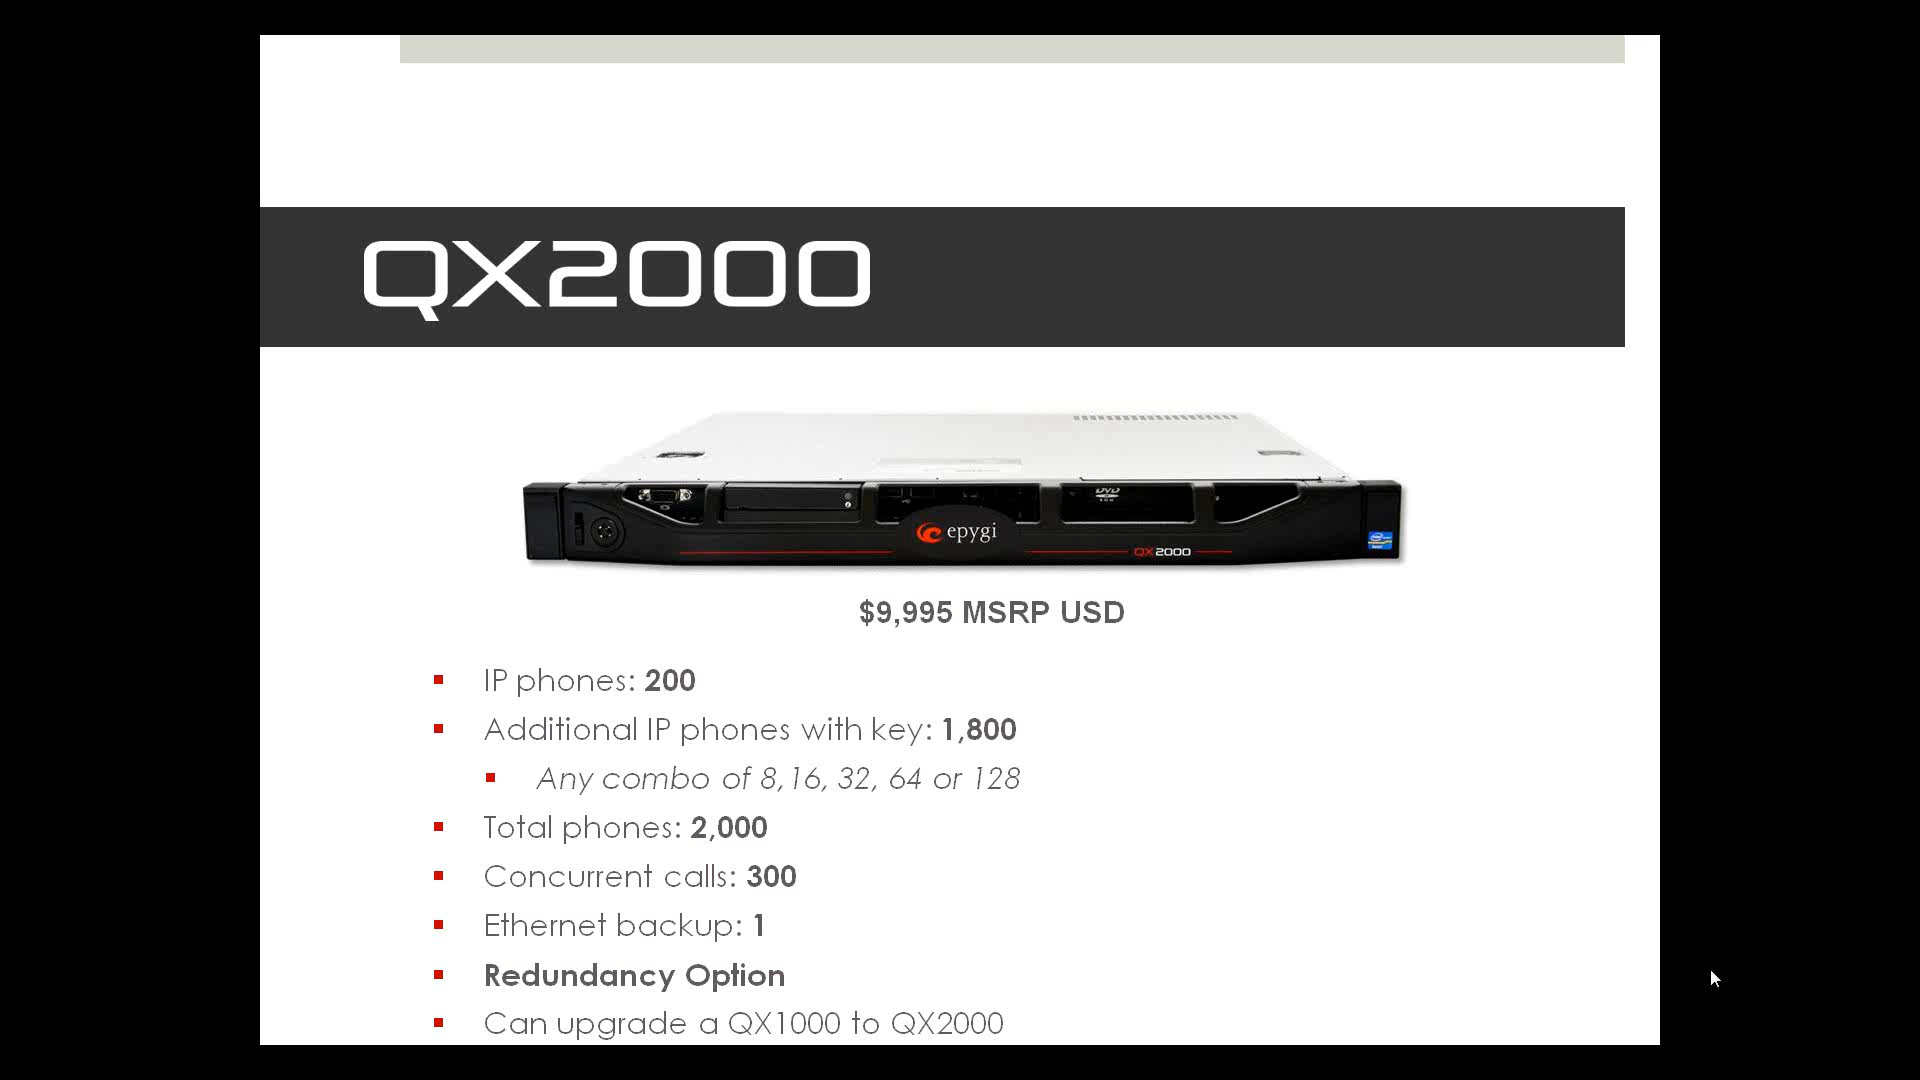 QX2000
DVD
epygi
QX2000
$9,995 MSRP USD
IP phones: 200
Additional IP phones with key: 1,800
Any combo of 8,16, 32, 64 or 128
Total phones: 2,000
Concurrent calls: 300
Ethernet backup: 1
Redundancy Option
Can upgrade a QX1000 to QX2000